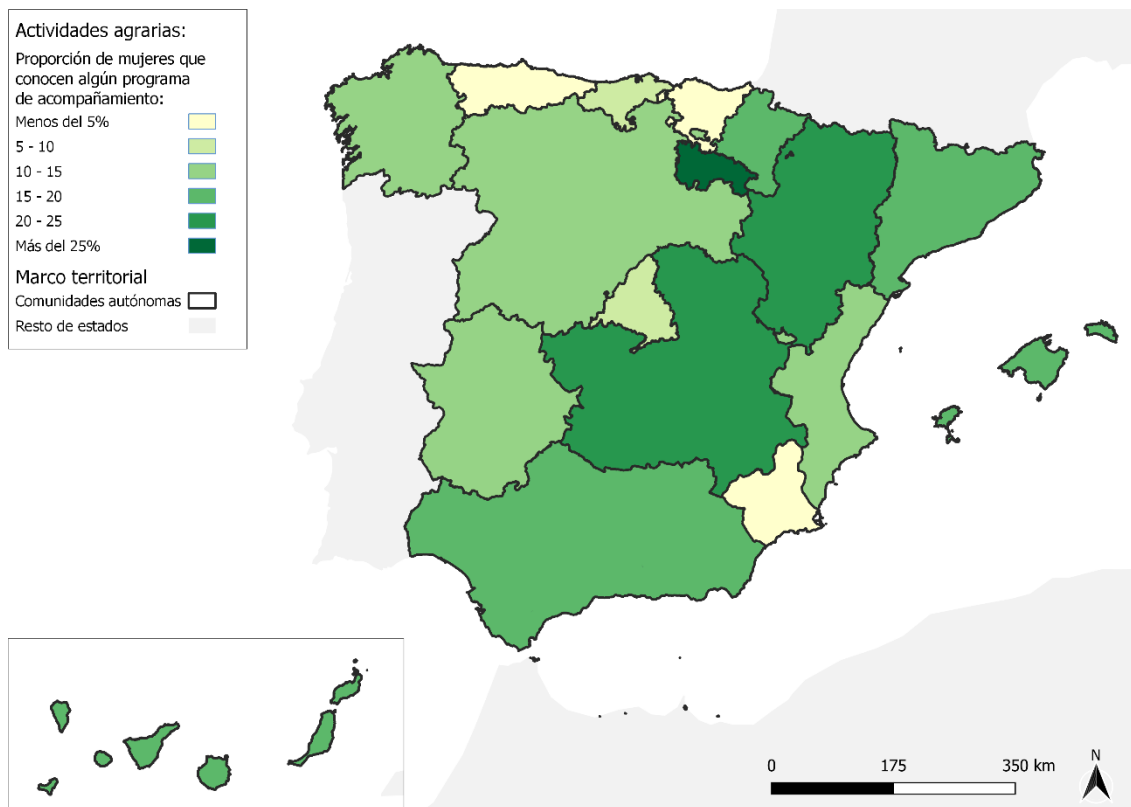 Actividades agrarias:
Proporción de mujeres que
conocen algún programa
de acompañamiento:
Menos del 5%
5 - 10
10 - 15
15 - 20
20 - 25
Más del 25%
Marco territorial
Comunidades autónomas
Resto de estados
0 175 350 km
N